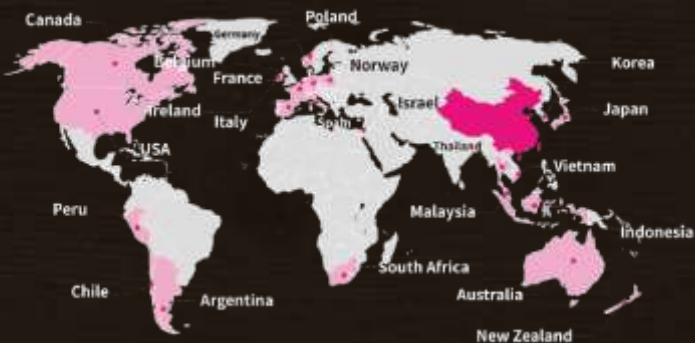 Canada
Poland
Germany
Belgium
France
Norway
Korea
Ireland
Italy
Spain
Israel
Japan
USA
Thailand
Vietnam
Peru
Malaysia
Indonesia
South Africa
Chile
Argentina
Australia
New Zealand